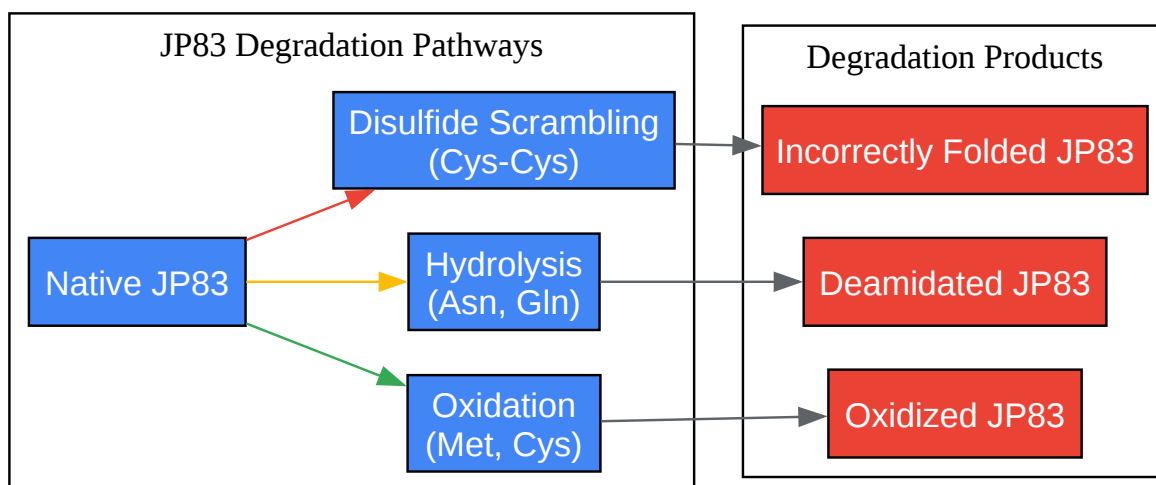 JP83 Degradation Pathways
Degradation Products
Disulfide Scrambling
(Cys-Cys)
Incorrectly Folded JP83
Native JP83
Hydrolysis
(Asn, Gln)
Deamidated JP83
Oxidation
(Met, Cys)
Oxidized JP83